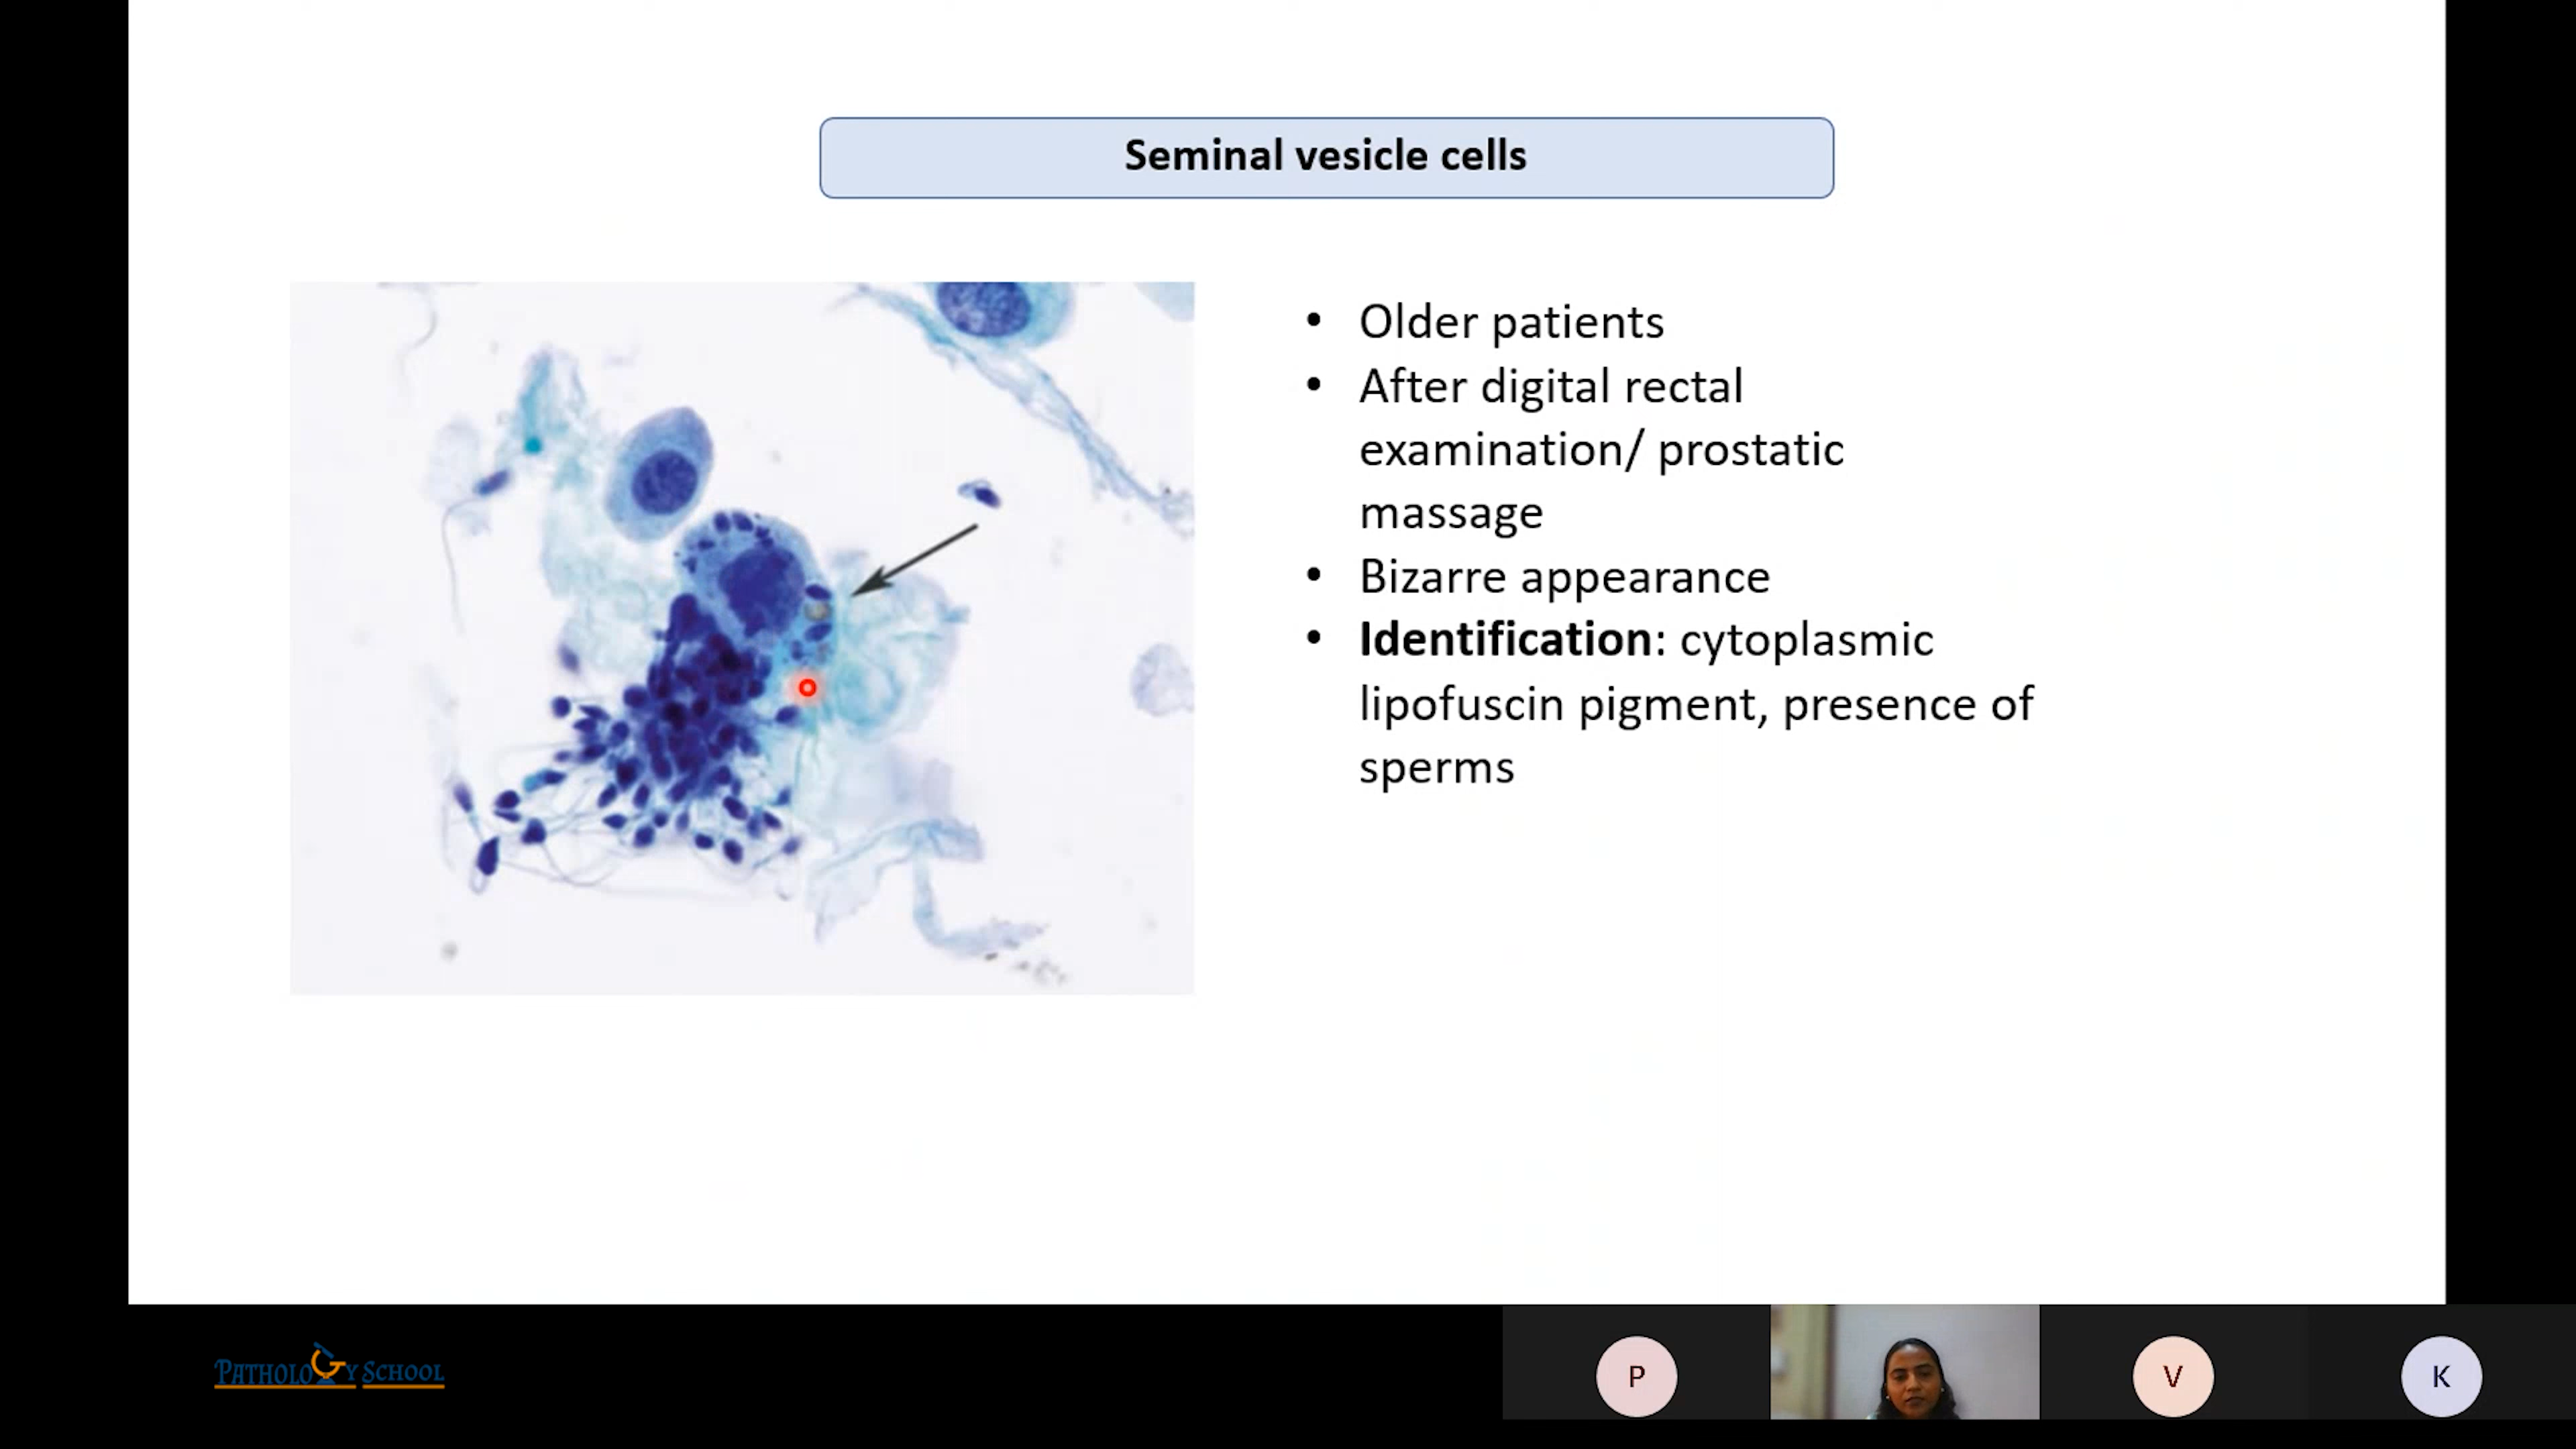 Seminal vesicle cells
• Older patients
• After digital rectal
examination/ prostatic
massage
• Bizarre appearance
• Identification: cytoplasmic
lipofuscin pigment, presence of
sperms
PATHOLOGY SCHOOL
P
V
K